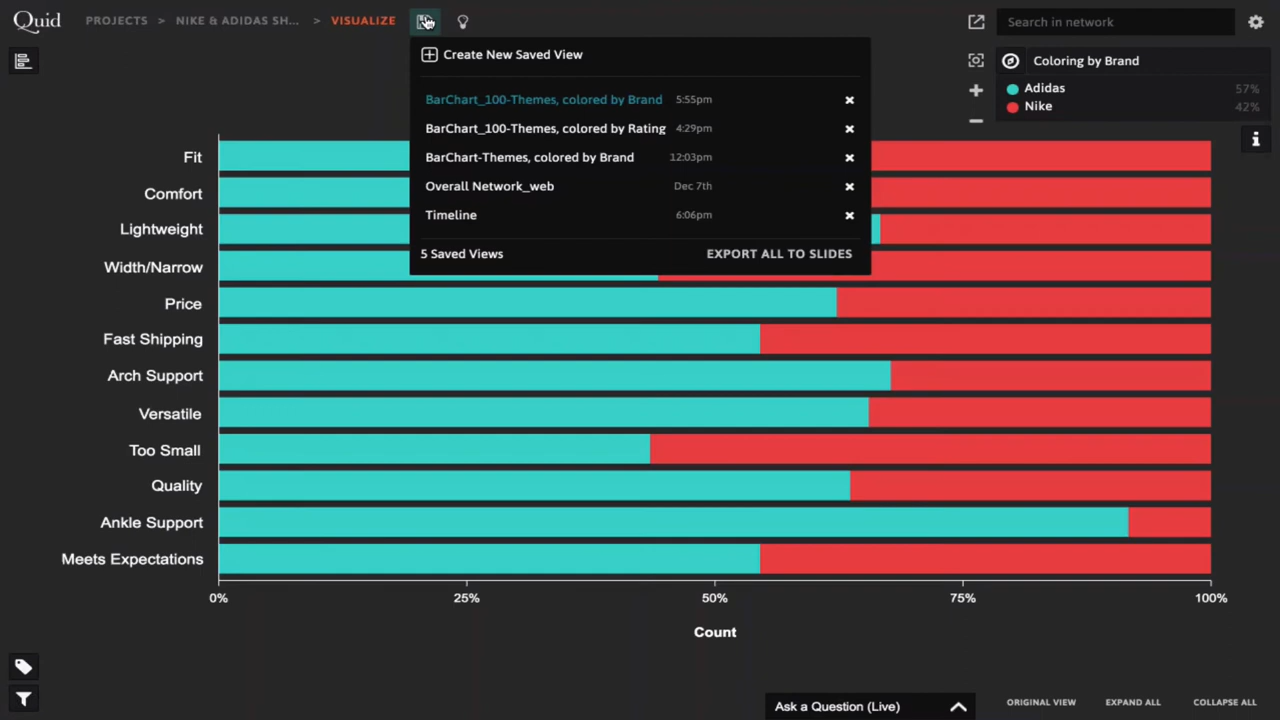 Quid
PROJECTS > NIKE & ADIDAS SH... > VISUALIZE
Search in network
Create New Saved View
BarChart_100-Themes, colored by Brand 5:55pm
BarChart_100-Themes, colored by Rating 4:29pm
BarChart-Themes, colored by Brand 12:03pm
Overall Network_web Dec 7th
Timeline 6:06pm
5 Saved Views EXPORT ALL TO SLIDES
Coloring by Brand
Adidas 57%
Nike 42%
Fit
Comfort
Lightweight
Width/Narrow
Price
Fast Shipping
Arch Support
Versatile
Too Small
Quality
Ankle Support
Meets Expectations
0% 25% 50% 75% 100%
Count
Ask a Question (Live)
ORIGINAL VIEW EXPAND ALL COLLAPSE ALL